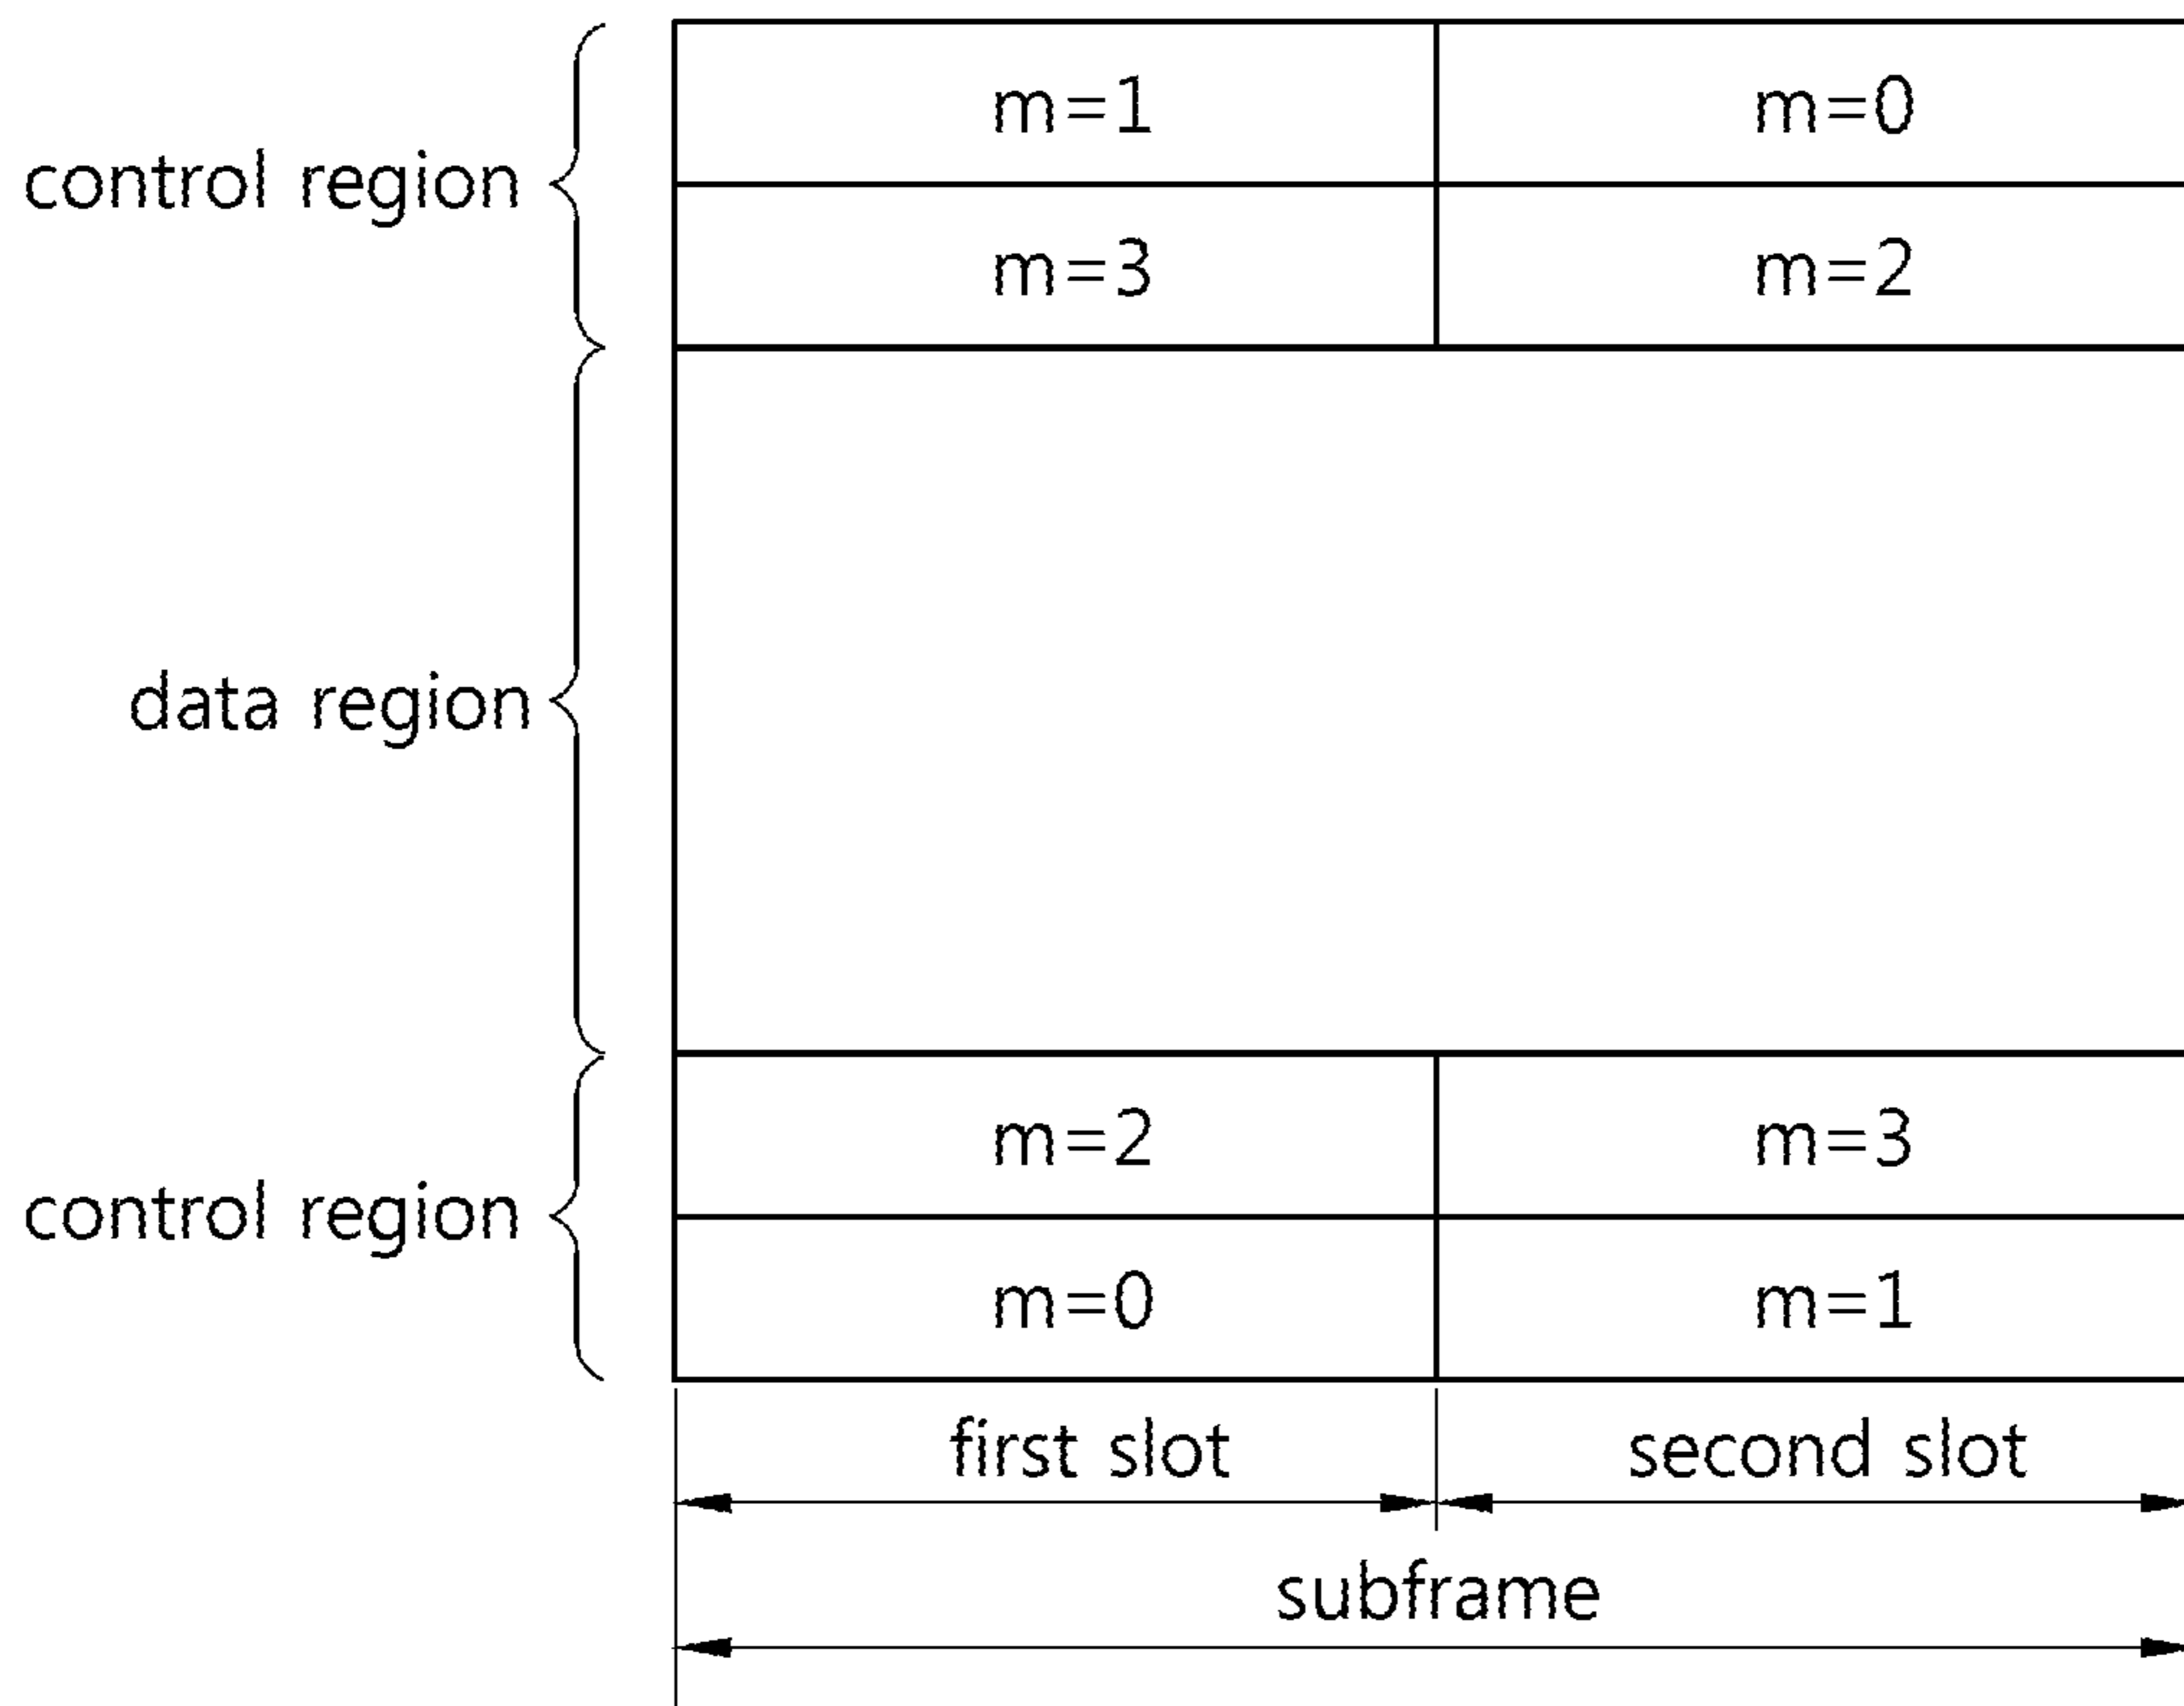 m=1 m=0
control region
m=3 m=2
data region
m=2 m=3
control region
m=0 m=1
first slot second slot
subframe